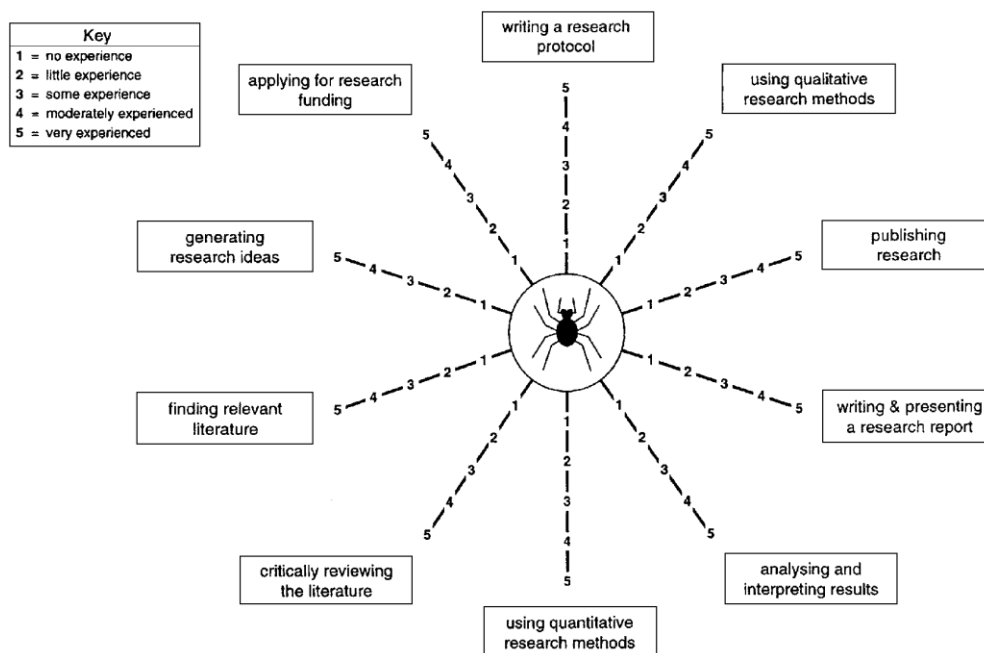 Key
1 = no experience
2 = little experience
3 = some experience
4 = moderately experienced
5 = very experienced
writing a research
protocol
5
4
3
2
1
using qualitative
research methods
5
4
3
2
1
publishing
research
5
4
3
2
1
writing & presenting
a research report
1
2
3
4
5
analysing and
interpreting results
1
2
3
4
5
using quantitative
research methods
1
2
3
4
5
critically reviewing
the literature
1
2
3
4
5
finding relevant
literature
1
2
3
4
5
generating
research ideas
5
4
3
2
1
applying for research
funding
5
4
3
2
1